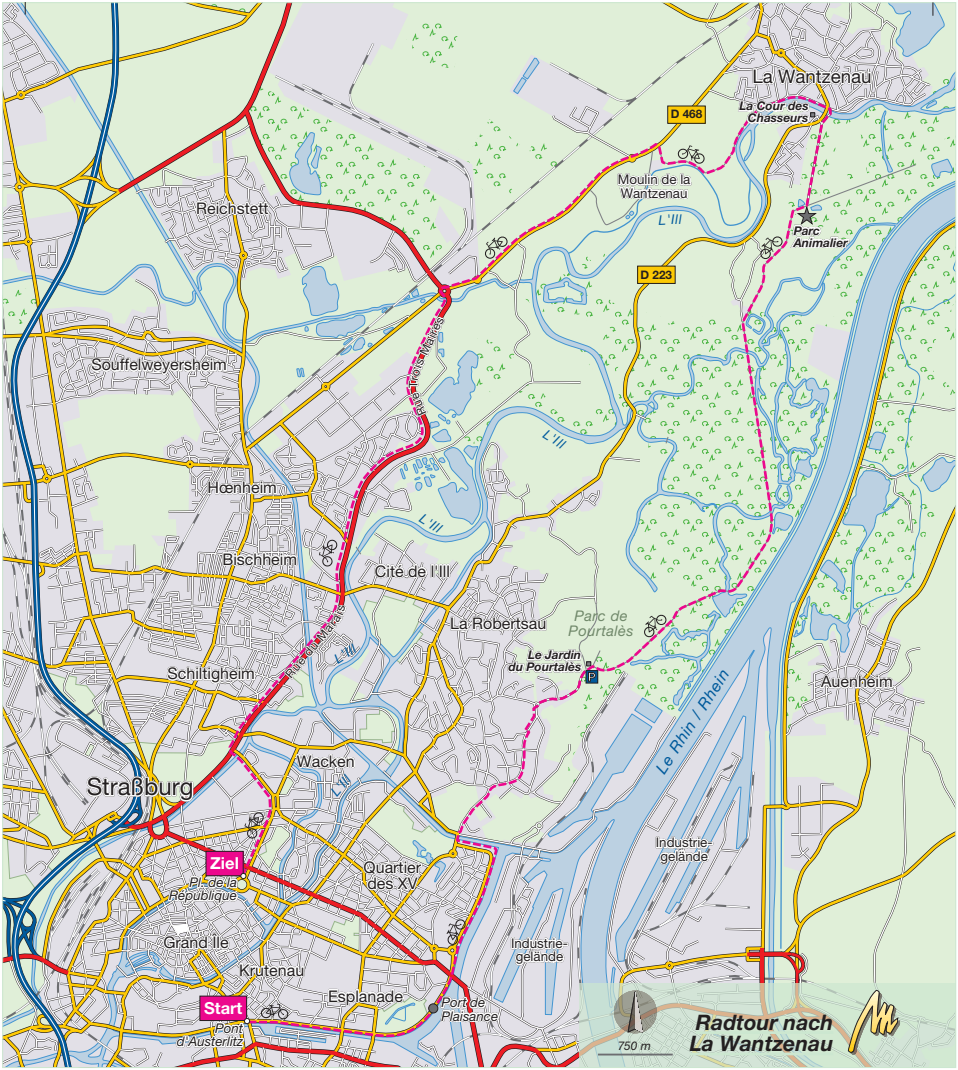 La Wantzenau
La Cour des
Chasseurs
D 468
Moulin de la
Wantzenau
L'Ill
Reichstett
Parc
Animalier
D 223
Rue Trois Maires
Souffelweyersheim
L'Ill
Hœnheim
L'Ill
Bischheim
Cité de l'Ill
Rue du Marais
La Robertsau
Parc de
Pourtalès
L'Ill
Le Jardin
du Pourtalès
P
Schiltigheim
Auenheim
Le Rhin / Rhein
Wacken
L'Ill
Straßburg
Industrie-
gelände
Ziel
Pl. de la
République
Quartier
des XV
Grand Ile
Industrie-
gelände
Krutenau
Esplanade
Start
Pont
d'Austerlitz
Port de
Plaisance
750 m
Radtour nach
La Wantzenau